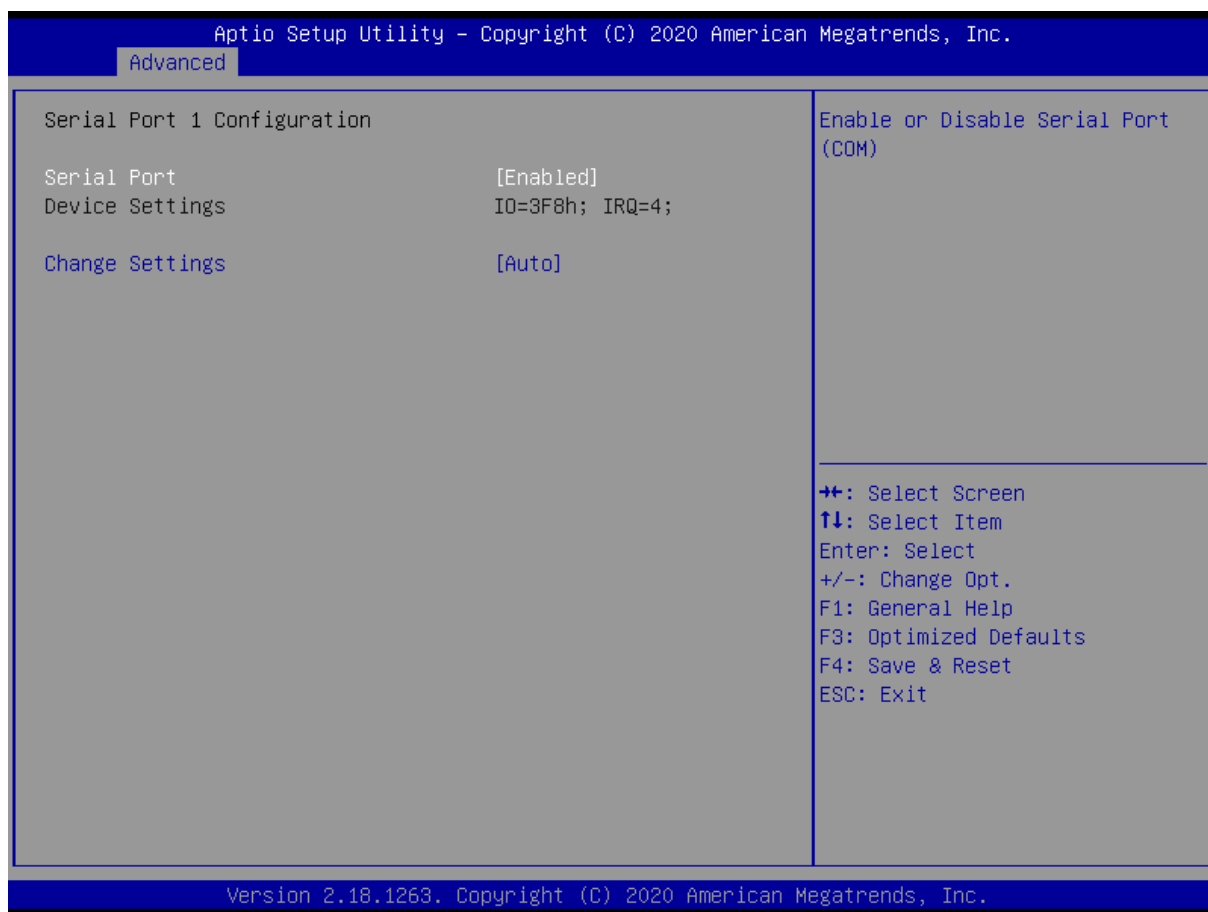 Aptio Setup Utility – Copyright (C) 2020 American Megatrends, Inc.
Advanced
Serial Port 1 Configuration
Serial Port [Enabled]
Device Settings IO=3F8h; IRQ=4;
Change Settings [Auto]
Enable or Disable Serial Port
(COM)
→←: Select Screen
↑↓: Select Item
Enter: Select
+/-: Change Opt.
F1: General Help
F3: Optimized Defaults
F4: Save & Reset
ESC: Exit
Version 2.18.1263. Copyright (C) 2020 American Megatrends, Inc.